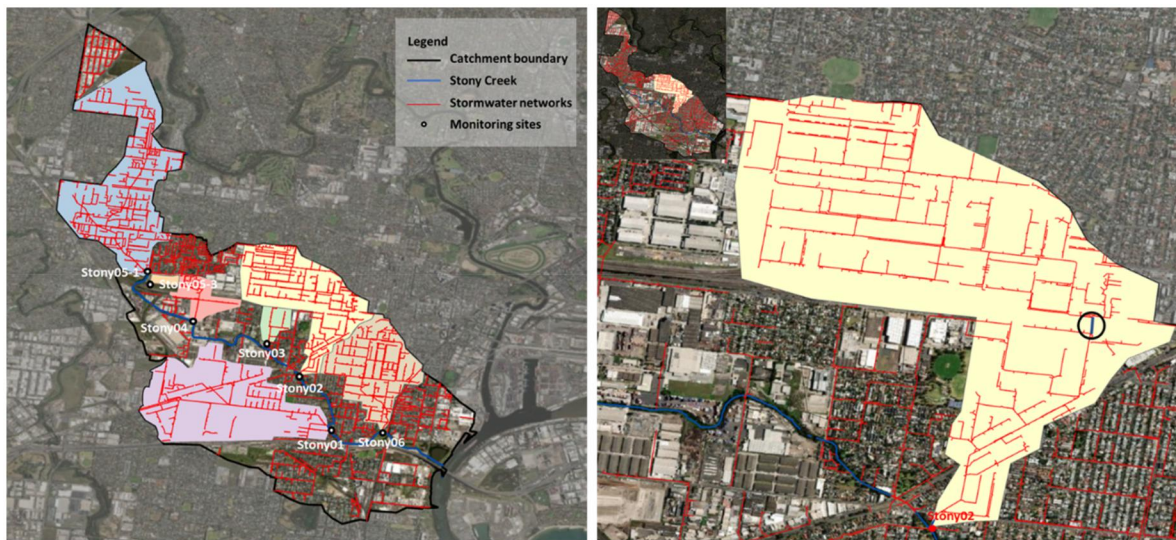 Legend
Catchment boundary
Stony Creek
Stormwater networks
Monitoring sites
Stony05-1
Stony05-3
Stony04
Stony03
Stony02
Stony01
Stony06
Stony02